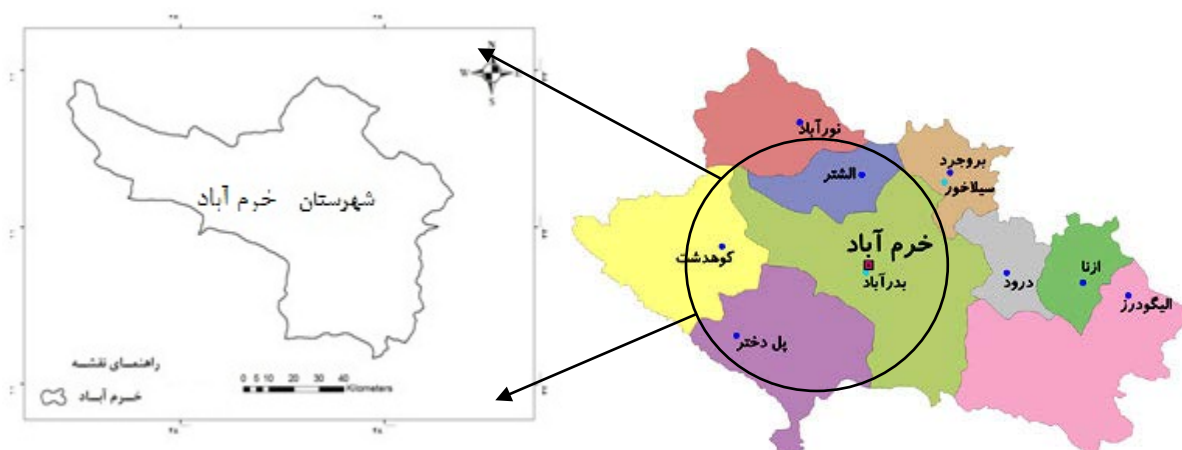 N
W
S
شهرستان خرم آباد
راهنمای نقشه
خرم آباد
0 5 10 20 30 40
Kilometers
نورآباد
بروجرد
سیلاخور
الشتر
خرم آباد
بدرآباد
کوهدشت
درود
ازنا
الیگودرز
پل دختر